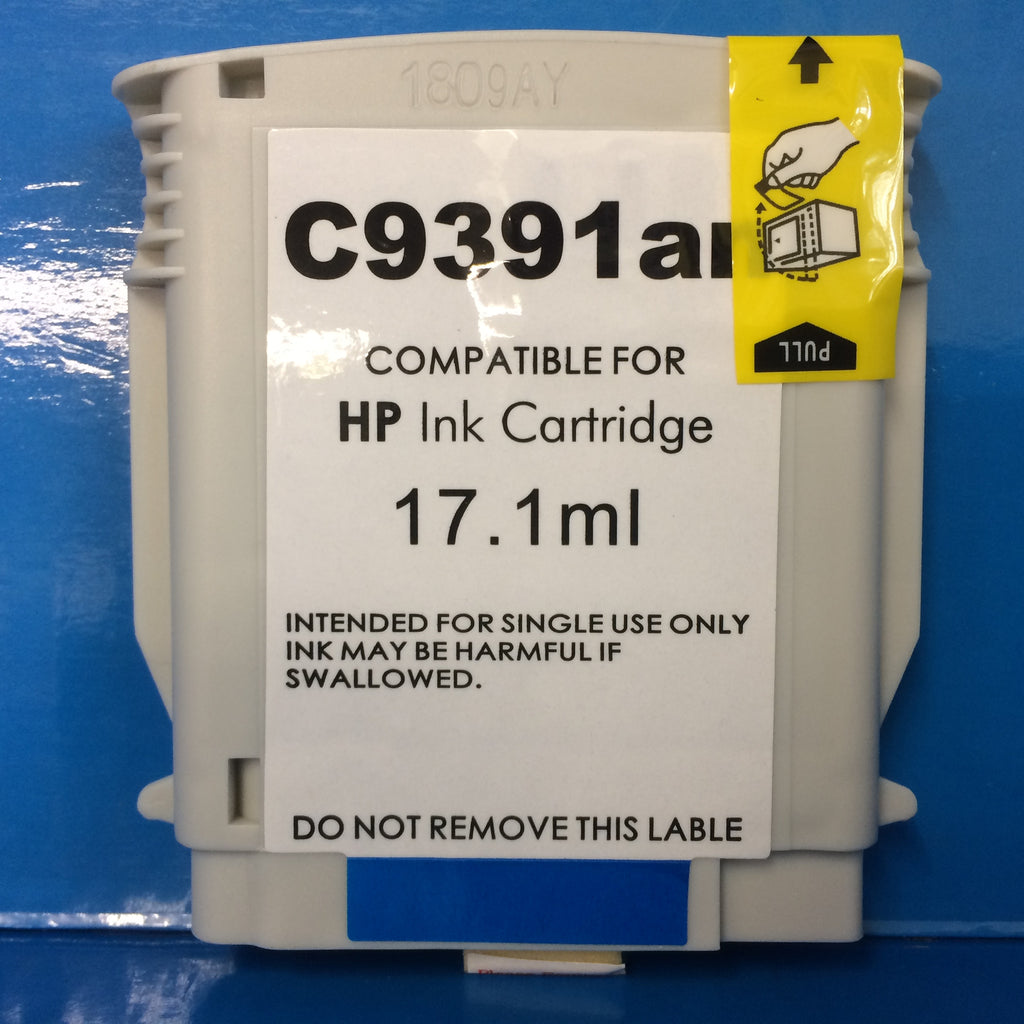 1809AY
C9391a
COMPATIBLE FOR
HP Ink Cartridge
17.1ml
INTENDED FOR SINGLE USE ONLY
INK MAY BE HARMFUL IF
SWALLOWED.
DO NOT REMOVE THIS LABLE
PULL